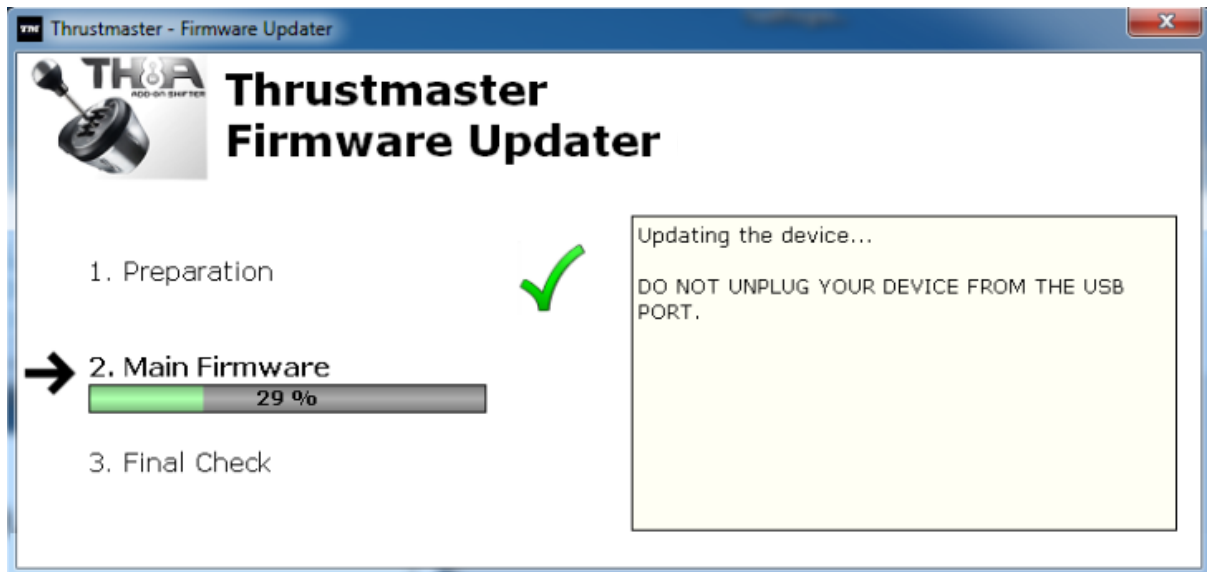 TM Thrustmaster - Firmware Updater
TH8A
ADD-ON SHIFTER
Thrustmaster
Firmware Updater
1. Preparation
2. Main Firmware
29 %
3. Final Check
Updating the device...
DO NOT UNPLUG YOUR DEVICE FROM THE USB
PORT.